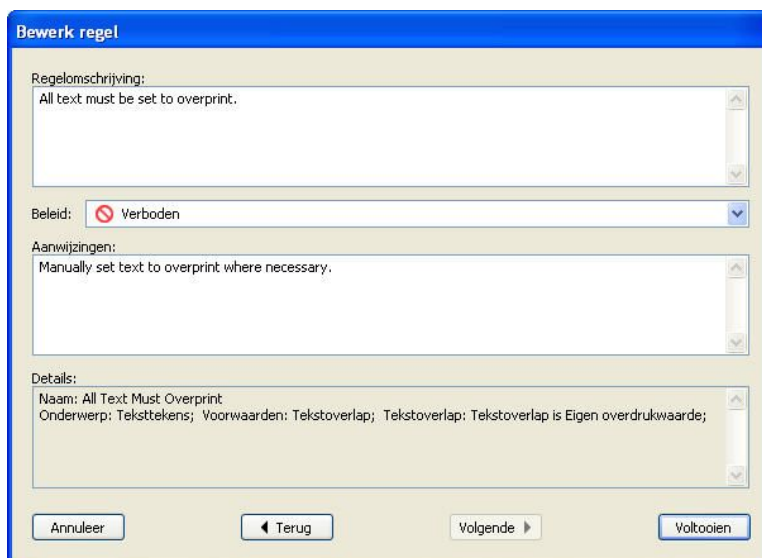 Bewerk regel
Regelomschrijving:
All text must be set to overprint.
Beleid: Verboden
Aanwijzingen:
Manually set text to overprint where necessary.
Details:
Naam: All Text Must Overprint
Onderwerp: Teksttekens; Voorwaarden: Tekstoverlap; Tekstoverlap: Tekstoverlap is Eigen overdrukwaarde;
Annuleer Terug Volgende Voltooien